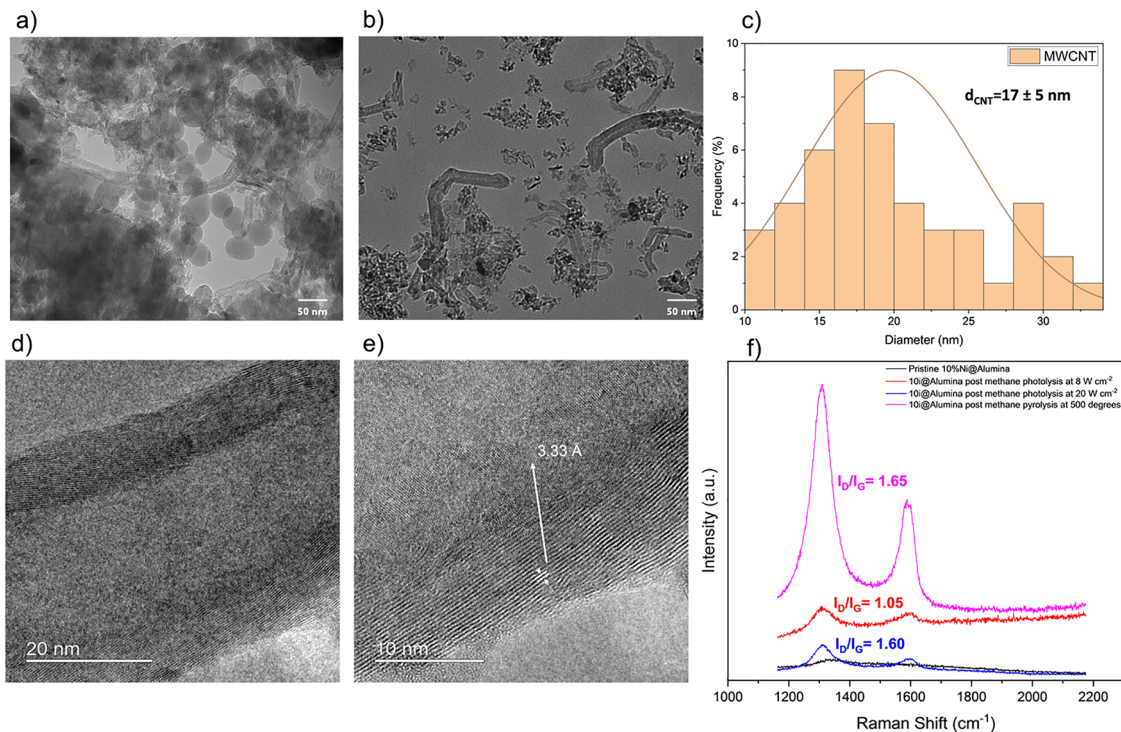 a)
50 nm
b)
50 nm
c)
10
8
6
4
2
0
Frequency (%)
MWCNT
dCNT=17 ± 5 nm
10
15
20
25
30
Diameter (nm)
d)
20 nm
e)
3.33 Å
10 nm
f)
Intensity (a.u.)
Pristine 10%Ni@Alumina
10i@Alumina post methane photolysis at 8 W cm-2
10i@Alumina post methane photolysis at 20 W cm-2
10i@Alumina post methane pyrolysis at 500 degrees
ID/IG= 1.65
ID/IG= 1.05
ID/IG= 1.60
1000
1200
1400
1600
1800
2000
2200
Raman Shift (cm-1)